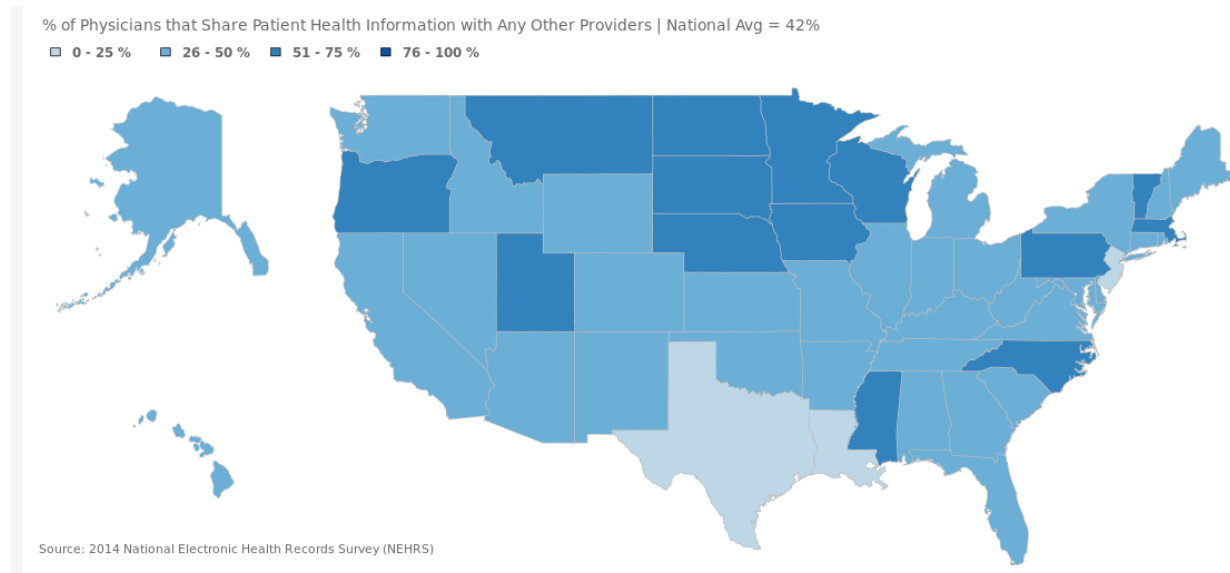 % of Physicians that Share Patient Health Information with Any Other Providers | National Avg = 42%
0 - 25 % 26 - 50 % 51 - 75 % 76 - 100 %
Source: 2014 National Electronic Health Records Survey (NEHRS)